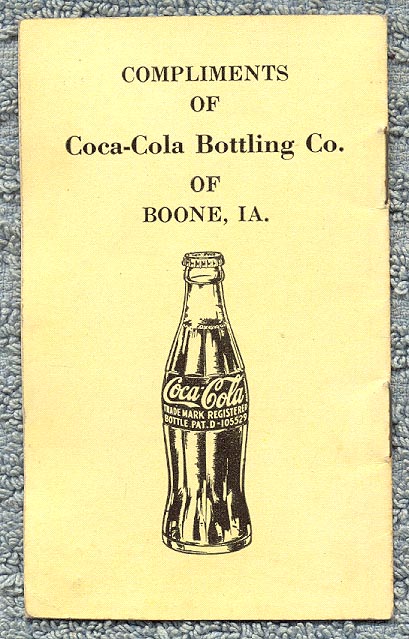 COMPLIMENTS
OF
Coca-Cola Bottling Co.
OF
BOONE, IA.
Coca-Cola
TRADE MARK REGISTERED
BOTTLE PAT. D-105529